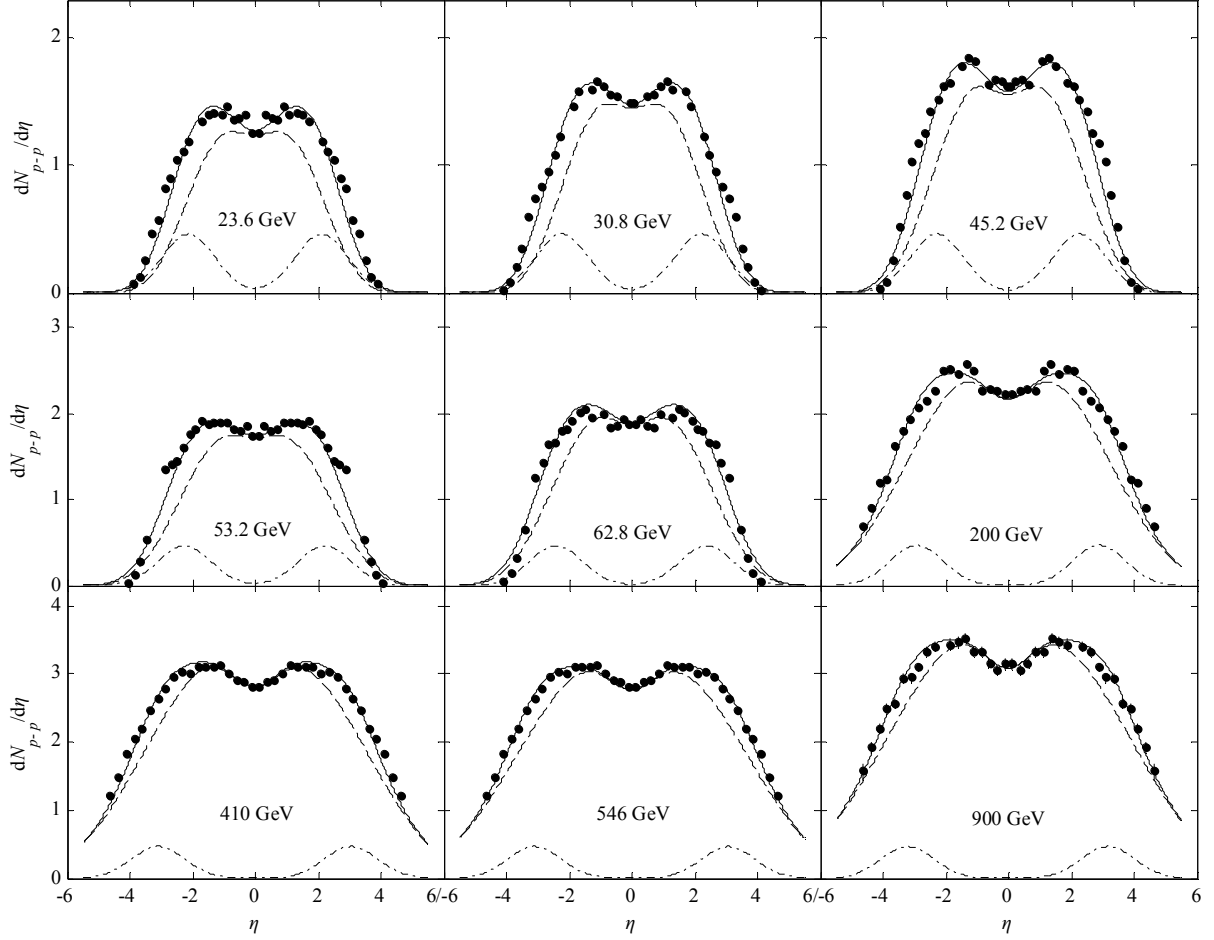 2
1
0
dN p-p /dη
23.6 GeV
30.8 GeV
45.2 GeV
3
2
1
0
dN p-p /dη
53.2 GeV
62.8 GeV
200 GeV
4
3
2
1
0
dN p-p /dη
410 GeV
546 GeV
900 GeV
-6 -4 -2 0 2 4 6/-6 -4 -2 0 2 4 6/-6 -4 -2 0 2 4 6
η η η